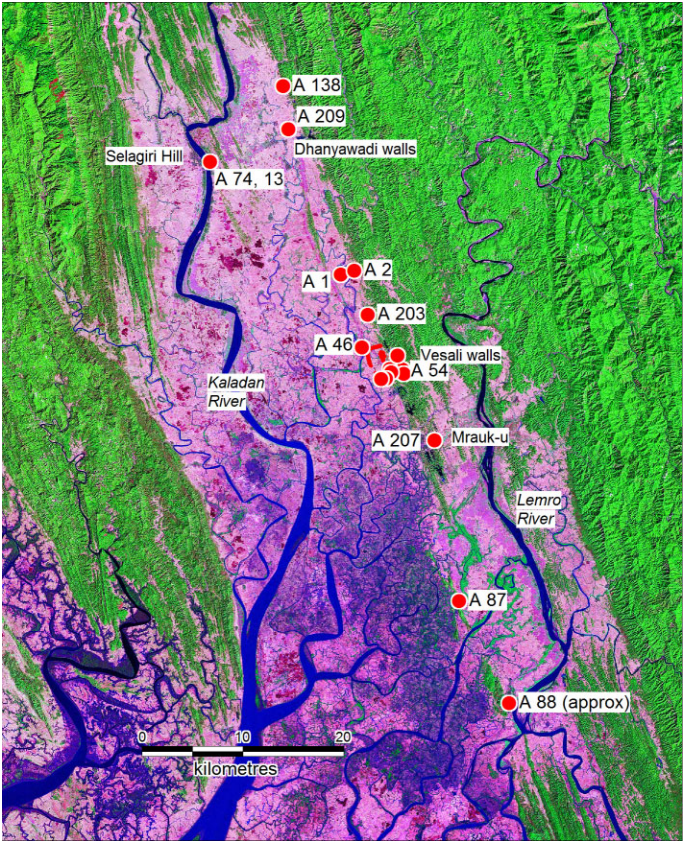 A 138
A 209
Dhanyawadi walls
Selagiri Hill
A 74, 13
A 2
A 1
A 203
A 46
Vesali walls
A 54
Kaladan
River
A 207
Mrauk-u
Lemro
River
A 87
A 88 (approx)
0 10 20
kilometres